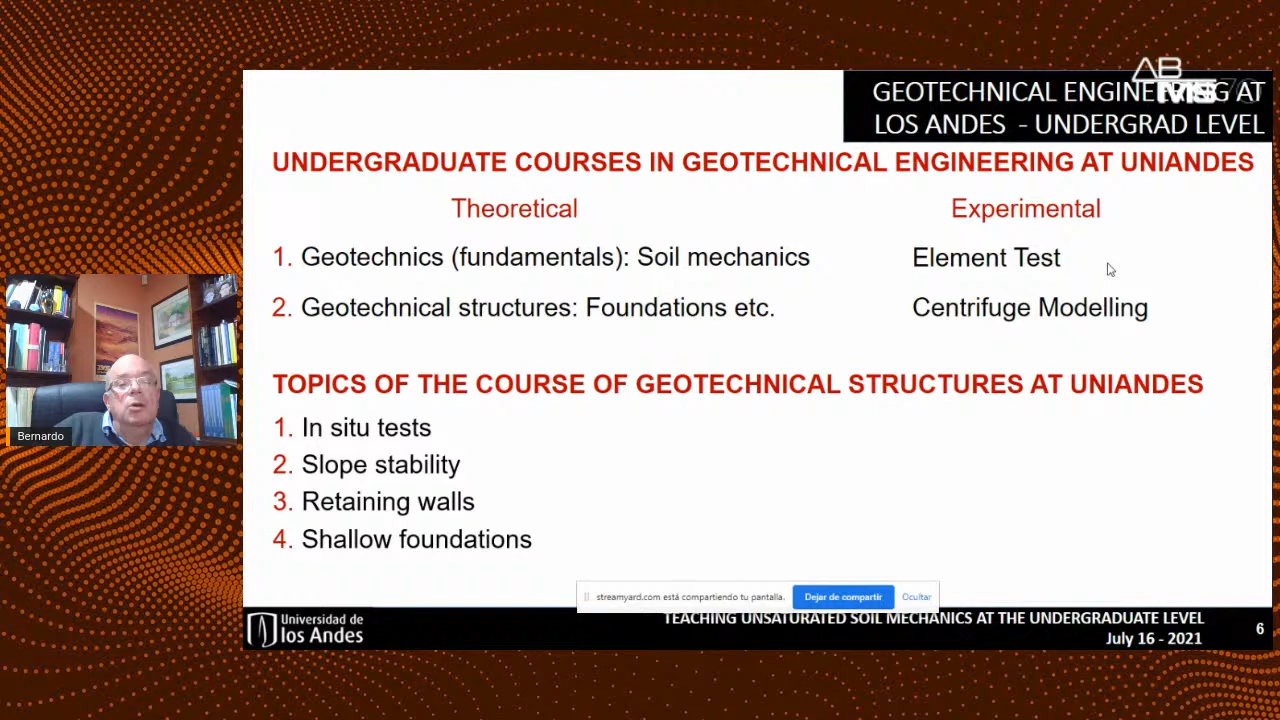 ABMS 70
GEOTECHNICAL ENGINEERING AT
LOS ANDES - UNDERGRAD LEVEL
UNDERGRADUATE COURSES IN GEOTECHNICAL ENGINEERING AT UNIANDES
Theoretical
Experimental
1. Geotechnics (fundamentals): Soil mechanics
Element Test
2. Geotechnical structures: Foundations etc.
Centrifuge Modelling
TOPICS OF THE COURSE OF GEOTECHNICAL STRUCTURES AT UNIANDES
1. In situ tests
2. Slope stability
3. Retaining walls
4. Shallow foundations
Bernardo
streamyard.com está compartiendo tu pantalla.
Dejar de compartir
Ocultar
Universidad de
los Andes
TEACHING UNSATURATED SOIL MECHANICS AT THE UNDERGRADUATE LEVEL
July 16 - 2021
6